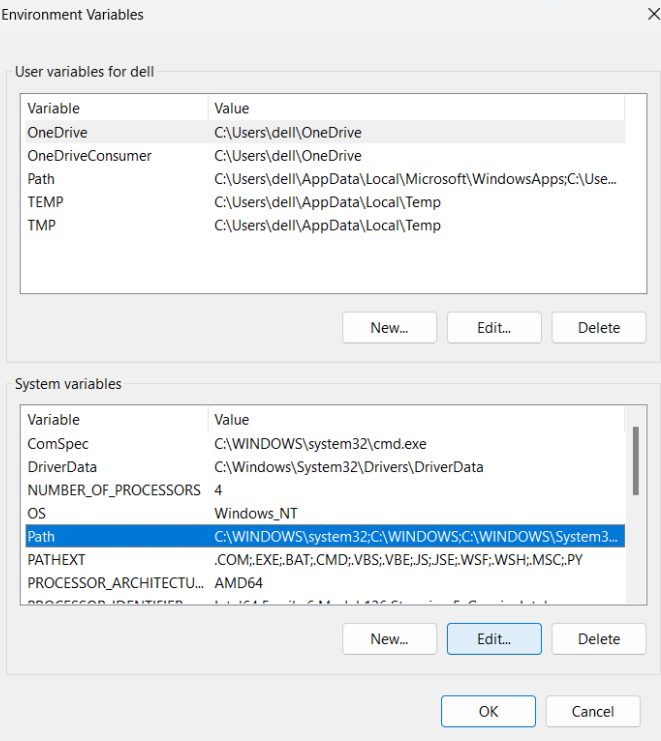 Environment Variables
User variables for dell
Variable Value
OneDrive C:\Users\dell\OneDrive
OneDriveConsumer C:\Users\dell\OneDrive
Path C:\Users\dell\AppData\Local\Microsoft\WindowsApps;C:\Use...
TEMP C:\Users\dell\AppData\Local\Temp
TMP C:\Users\dell\AppData\Local\Temp
New... Edit... Delete
System variables
Variable Value
ComSpec C:\WINDOWS\system32\cmd.exe
DriverData C:\Windows\System32\Drivers\DriverData
NUMBER_OF_PROCESSORS 4
OS Windows_NT
Path C:\WINDOWS\system32;C:\WINDOWS;C:\WINDOWS\System3...
PATHEXT .COM;.EXE;.BAT;.CMD;.VBS;.VBE;.JS;.JSE;.WSF;.WSH;.MSC;.PY
PROCESSOR_ARCHITECTU... AMD64
New... Edit... Delete
OK Cancel